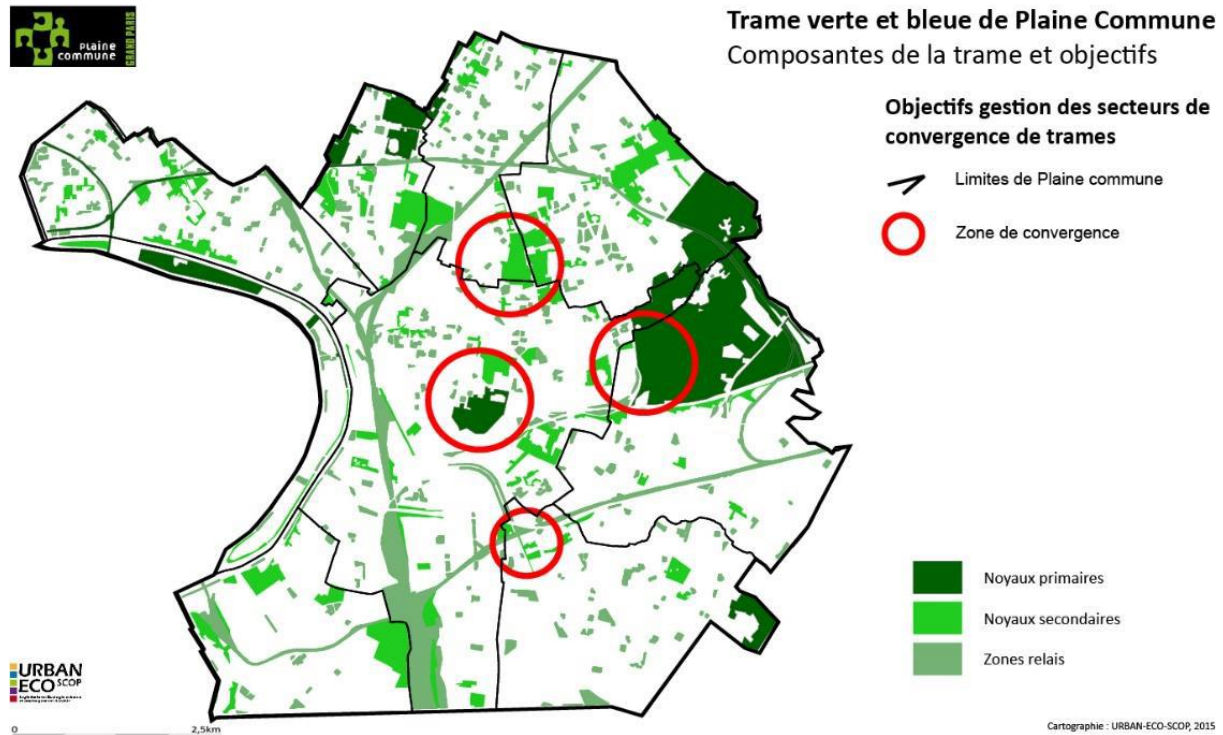 plaine
commune
GRAND PARIS
Trame verte et bleue de Plaine Commune
Composantes de la trame et objectifs
Objectifs gestion des secteurs de
convergence de trames
Limites de Plaine commune
Zone de convergence
Noyaux primaires
Noyaux secondaires
Zones relais
URBAN
ECO SCOP
0 2,5km
Cartographie : URBAN-ECO-SCOP, 2015